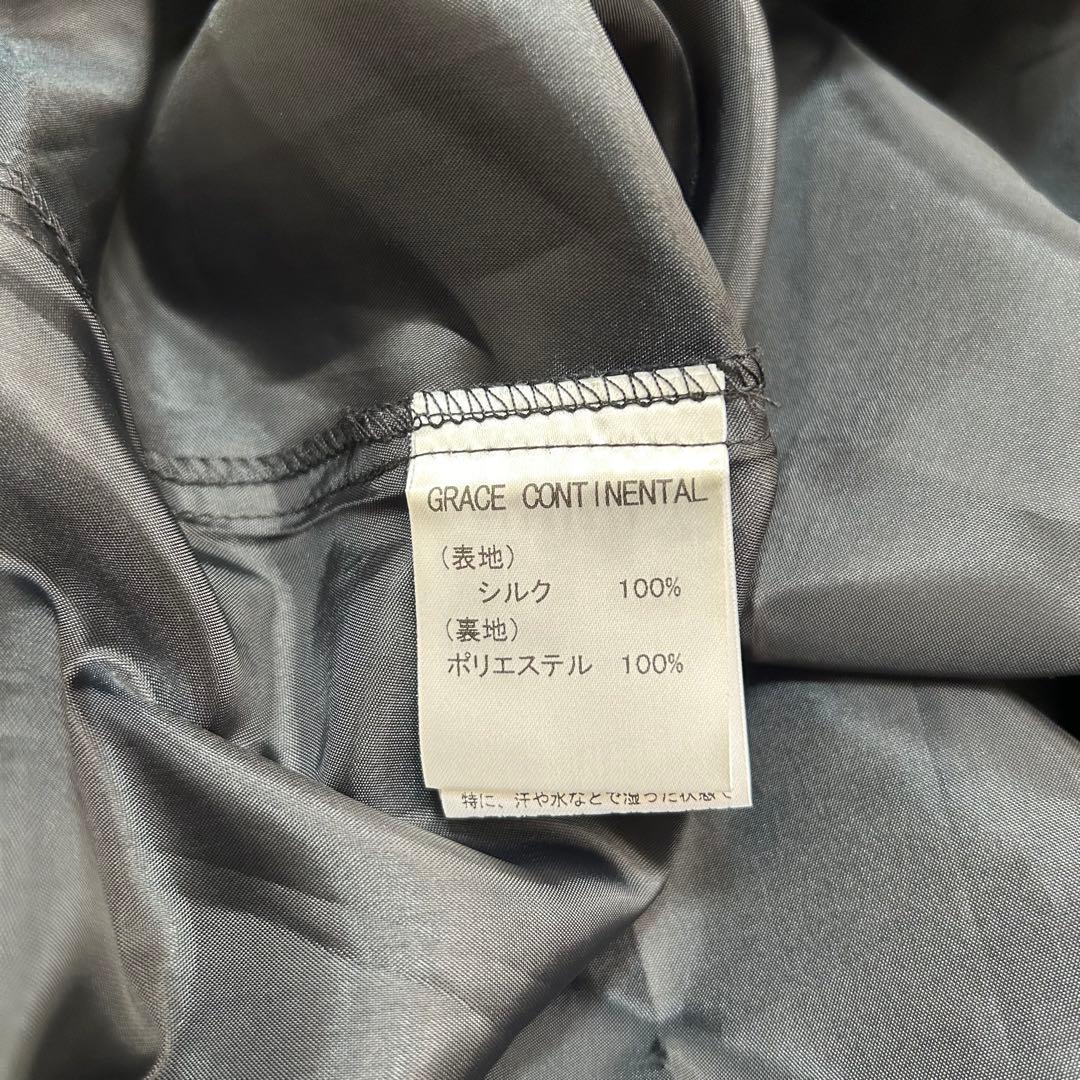 GRACE CONTINENTAL
(表地)
シルク 100%
(裏地)
ポリエステル 100%
特に、汗や水などで湿った状態で